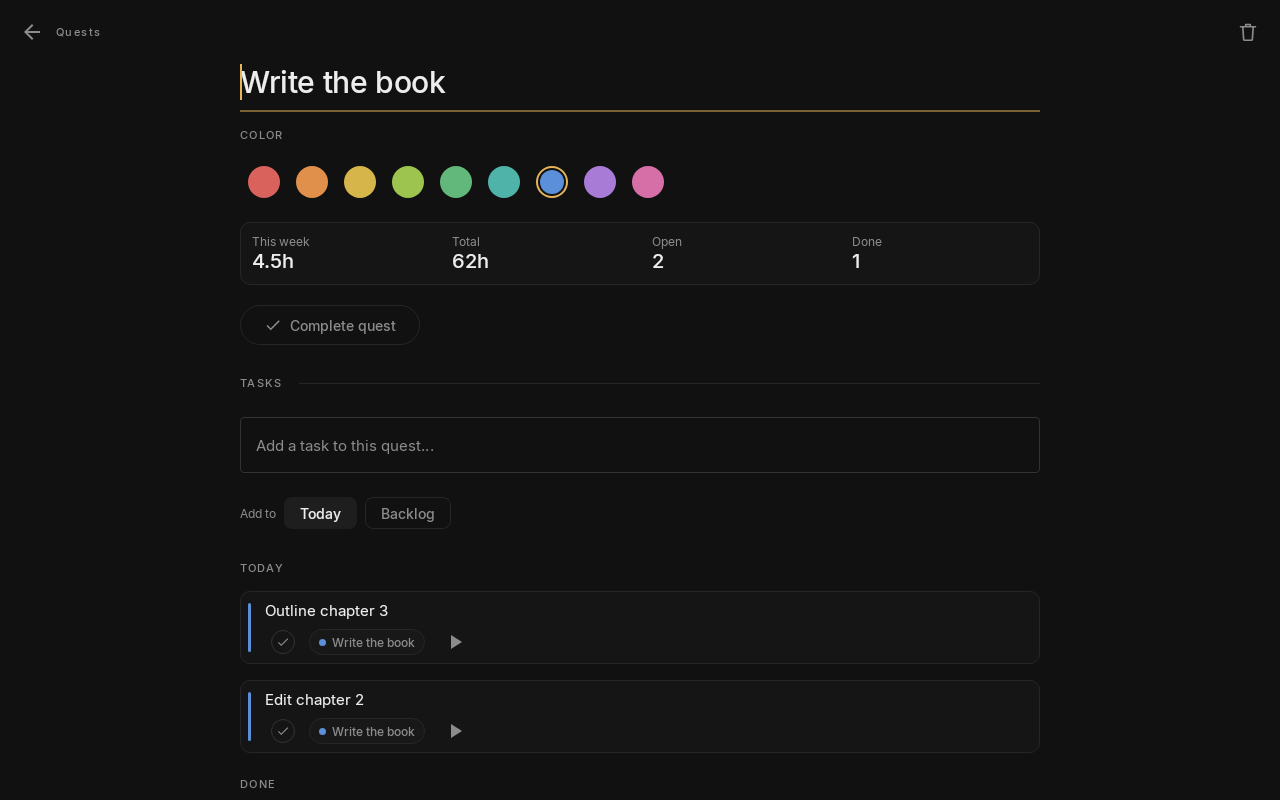 Quests
Write the book
COLOR
This week Total Open Done
4.5h 62h 2 1
Complete quest
TASKS
Add a task to this quest...
Add to Today Backlog
TODAY
Outline chapter 3
Write the book
Edit chapter 2
Write the book
DONE